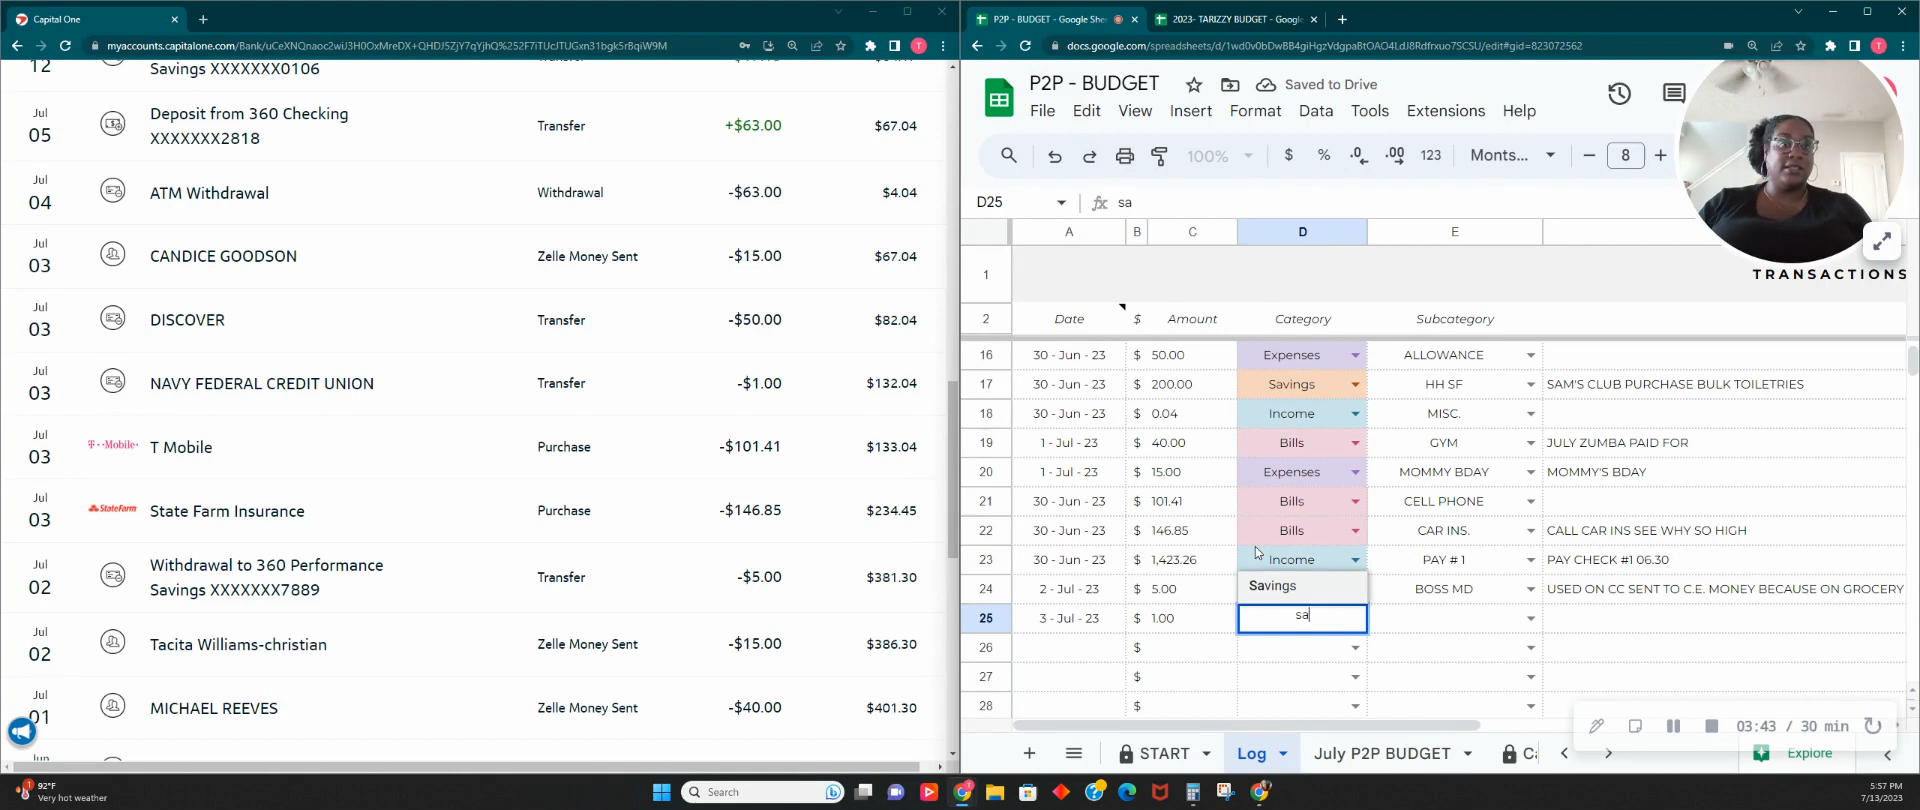 Capital One
myaccounts.capitalone.com/Bank/uCeXNQnaoc2wiJ3H0OxMreDX+QHDJ5ZjY7qYjhQ%252F7iTUcJTUGxn31bgk5rBqiW9M
12
Savings XXXXXXX0106
Jul 05
Deposit from 360 Checking XXXXXXX2818
Transfer
+$63.00
$67.04
Jul 04
ATM Withdrawal
Withdrawal
-$63.00
$4.04
Jul 03
CANDICE GOODSON
Zelle Money Sent
-$15.00
$67.04
Jul 03
DISCOVER
Transfer
-$50.00
$82.04
Jul 03
NAVY FEDERAL CREDIT UNION
Transfer
-$1.00
$132.04
Jul 03
T-Mobile-
T Mobile
Purchase
-$101.41
$133.04
Jul 03
StateFarm
State Farm Insurance
Purchase
-$146.85
$234.45
Jul 02
Withdrawal to 360 Performance Savings XXXXXXX7889
Transfer
-$5.00
$381.30
Jul 02
Tacita Williams-christian
Zelle Money Sent
-$15.00
$386.30
Jul 01
MICHAEL REEVES
Zelle Money Sent
-$40.00
$401.30
P2P - BUDGET - Google She
2023- TARIZZY BUDGET - Google
T
docs.google.com/spreadsheets/d/1wd0v0bDwBB4giHgzVdgpaBtOAO4LdJ8Rdfrxuo7SCSU/edit#gid=823072562
P2P - BUDGET
Saved to Drive
File Edit View Insert Format Data Tools Extensions Help
100% $ % .0 .00 123 Monts... 8
D25 fx sa
A B C D E
1 TRANSACTIONS
2 Date $ Amount Category Subcategory
16 30 - Jun - 23 $ 50.00 Expenses ALLOWANCE
17 30 - Jun - 23 $ 200.00 Savings HH SF SAM'S CLUB PURCHASE BULK TOILETRIES
18 30 - Jun - 23 $ 0.04 Income MISC.
19 1 - Jul - 23 $ 40.00 Bills GYM JULY ZUMBA PAID FOR
20 1 - Jul - 23 $ 15.00 Expenses MOMMY BDAY MOMMY'S BDAY
21 30 - Jun - 23 $ 101.41 Bills CELL PHONE
22 30 - Jun - 23 $ 146.85 Bills CAR INS. CALL CAR INS SEE WHY SO HIGH
23 30 - Jun - 23 $ 1,423.26 Income PAY # 1 PAY CHECK #1 06.30
24 2 - Jul - 23 $ 5.00 Savings BOSS MD USED ON CC SENT TO C.E. MONEY BECAUSE ON GROCERY
25 3 - Jul - 23 $ 1.00 sa
26 $
27 $
28 $
03:43 / 30 min
START Log July P2P BUDGET Explore
1
92°F
Very hot weather
Search
5:57 PM
7/13/2023